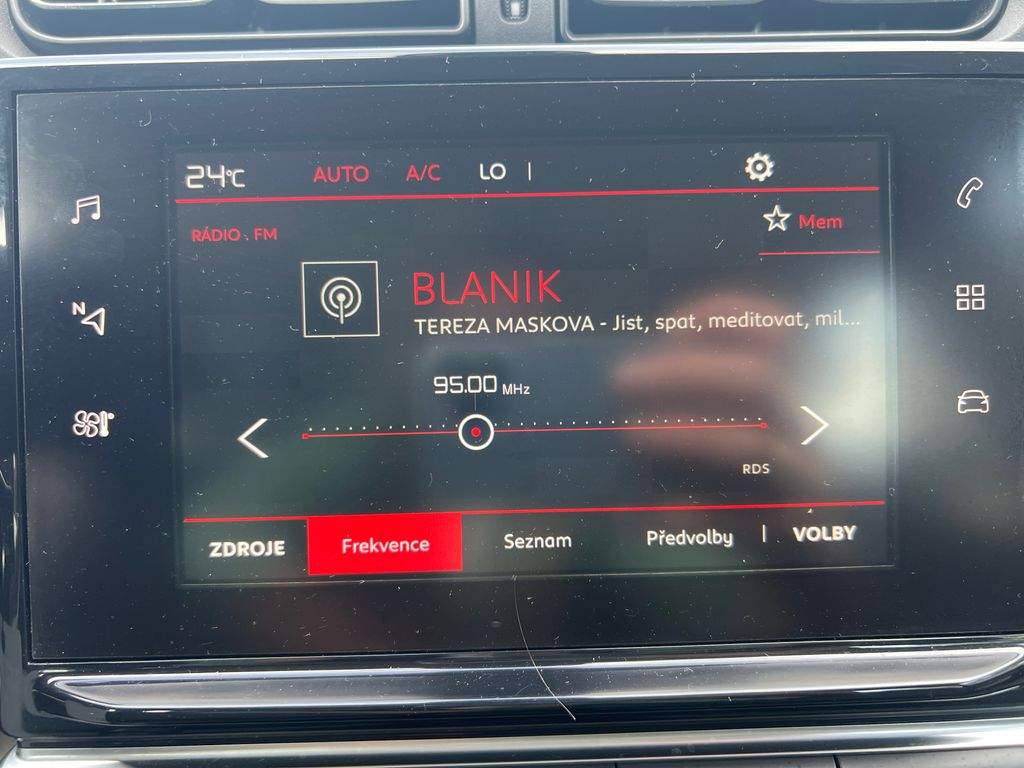 24°C AUTO A/C LO |
RÁDIO . FM
Mem
BLANIK
TEREZA MASKOVA - Jist, spat, meditovat, mil...
N
95.00 MHz
RDS
ZDROJE Frekvence Seznam Předvolby | VOLBY